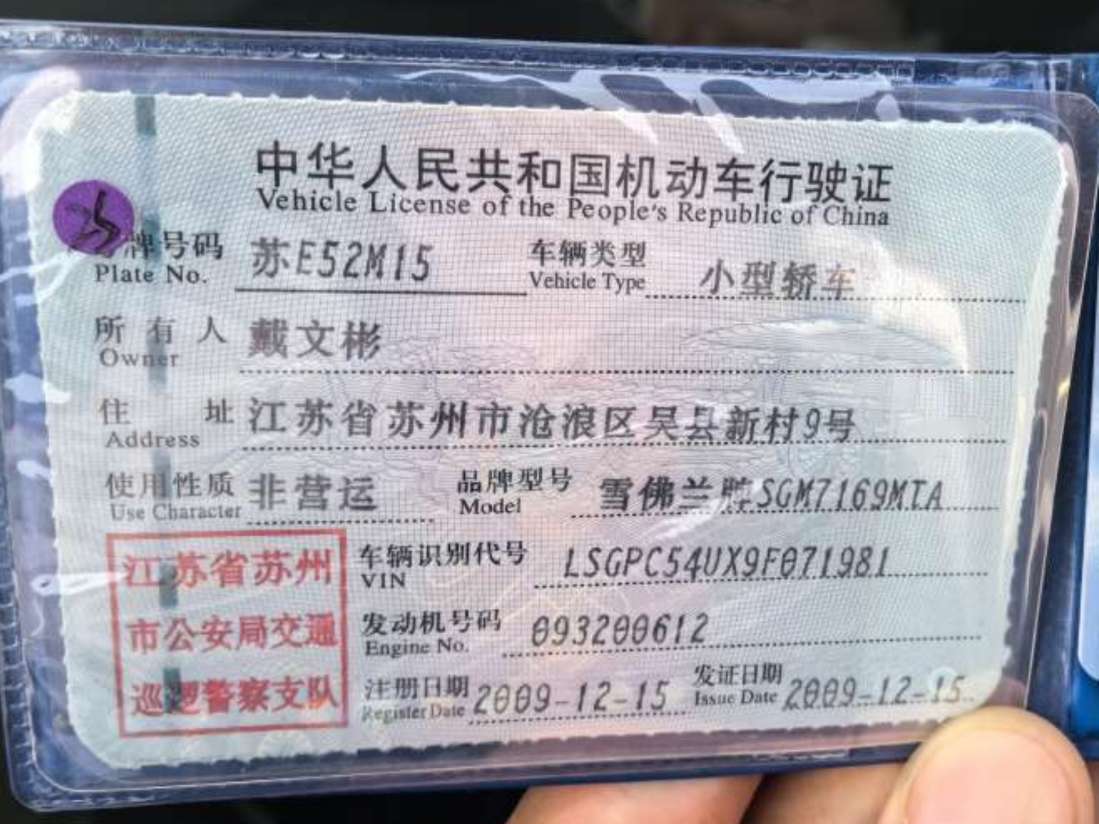 中华人民共和国机动车行驶证
Vehicle License of the People's Republic of China
牌号码 苏E52M15 车辆类型 小型轿车
Plate No. Vehicle Type
所有人 戴文彬
Owner
住址 江苏省苏州市沧浪区吴县新村9号
Address
使用性质 非营运 品牌型号 雪佛兰牌SGM7169MTA
Use Character Model
江苏省苏州 车辆识别代号 LSGPC54UX9F071981
VIN
市公安局交通 发动机号码 093200612
Engine No.
巡逻警察支队 注册日期 2009-12-15 发证日期 2009-12-15
Register Date Issue Date